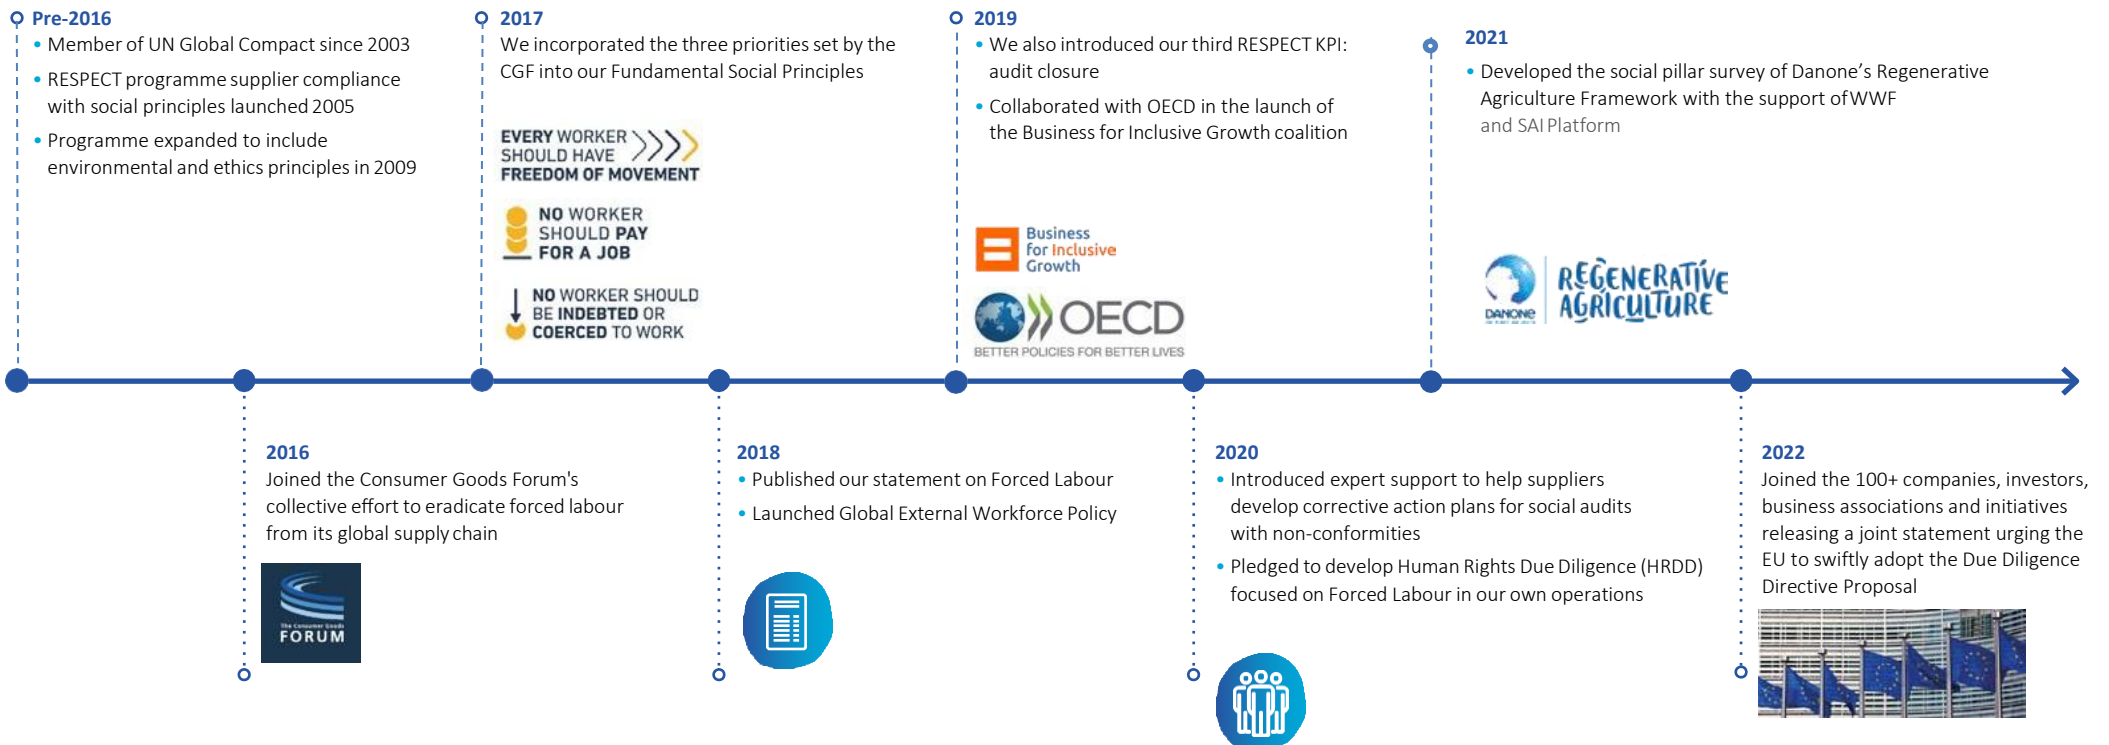 Pre-2016
• Member of UN Global Compact since 2003
• RESPECT programme supplier compliance
with social principles launched 2005
• Programme expanded to include
environmental and ethics principles in 2009
2017
We incorporated the three priorities set by the
CGF into our Fundamental Social Principles
EVERY WORKER
SHOULD HAVE
FREEDOM OF MOVEMENT
NO WORKER
SHOULD PAY
FOR A JOB
NO WORKER SHOULD
BE INDEBTED OR
COERCED TO WORK
2019
• We also introduced our third RESPECT KPI:
audit closure
• Collaborated with OECD in the launch of
the Business for Inclusive Growth coalition
Business
for Inclusive
Growth
OECD
BETTER POLICIES FOR BETTER LIVES
2021
• Developed the social pillar survey of Danone's Regenerative
Agriculture Framework with the support of WWF
and SAI Platform
DANONE
REGENERATIVE
AGRICULTURE
2016
Joined the Consumer Goods Forum's
collective effort to eradicate forced labour
from its global supply chain
The Consumer Goods
FORUM
2018
• Published our statement on Forced Labour
• Launched Global External Workforce Policy
2020
• Introduced expert support to help suppliers
develop corrective action plans for social audits
with non-conformities
• Pledged to develop Human Rights Due Diligence (HRDD)
focused on Forced Labour in our own operations
2022
Joined the 100+ companies, investors,
business associations and initiatives
releasing a joint statement urging the
EU to swiftly adopt the Due Diligence
Directive Proposal